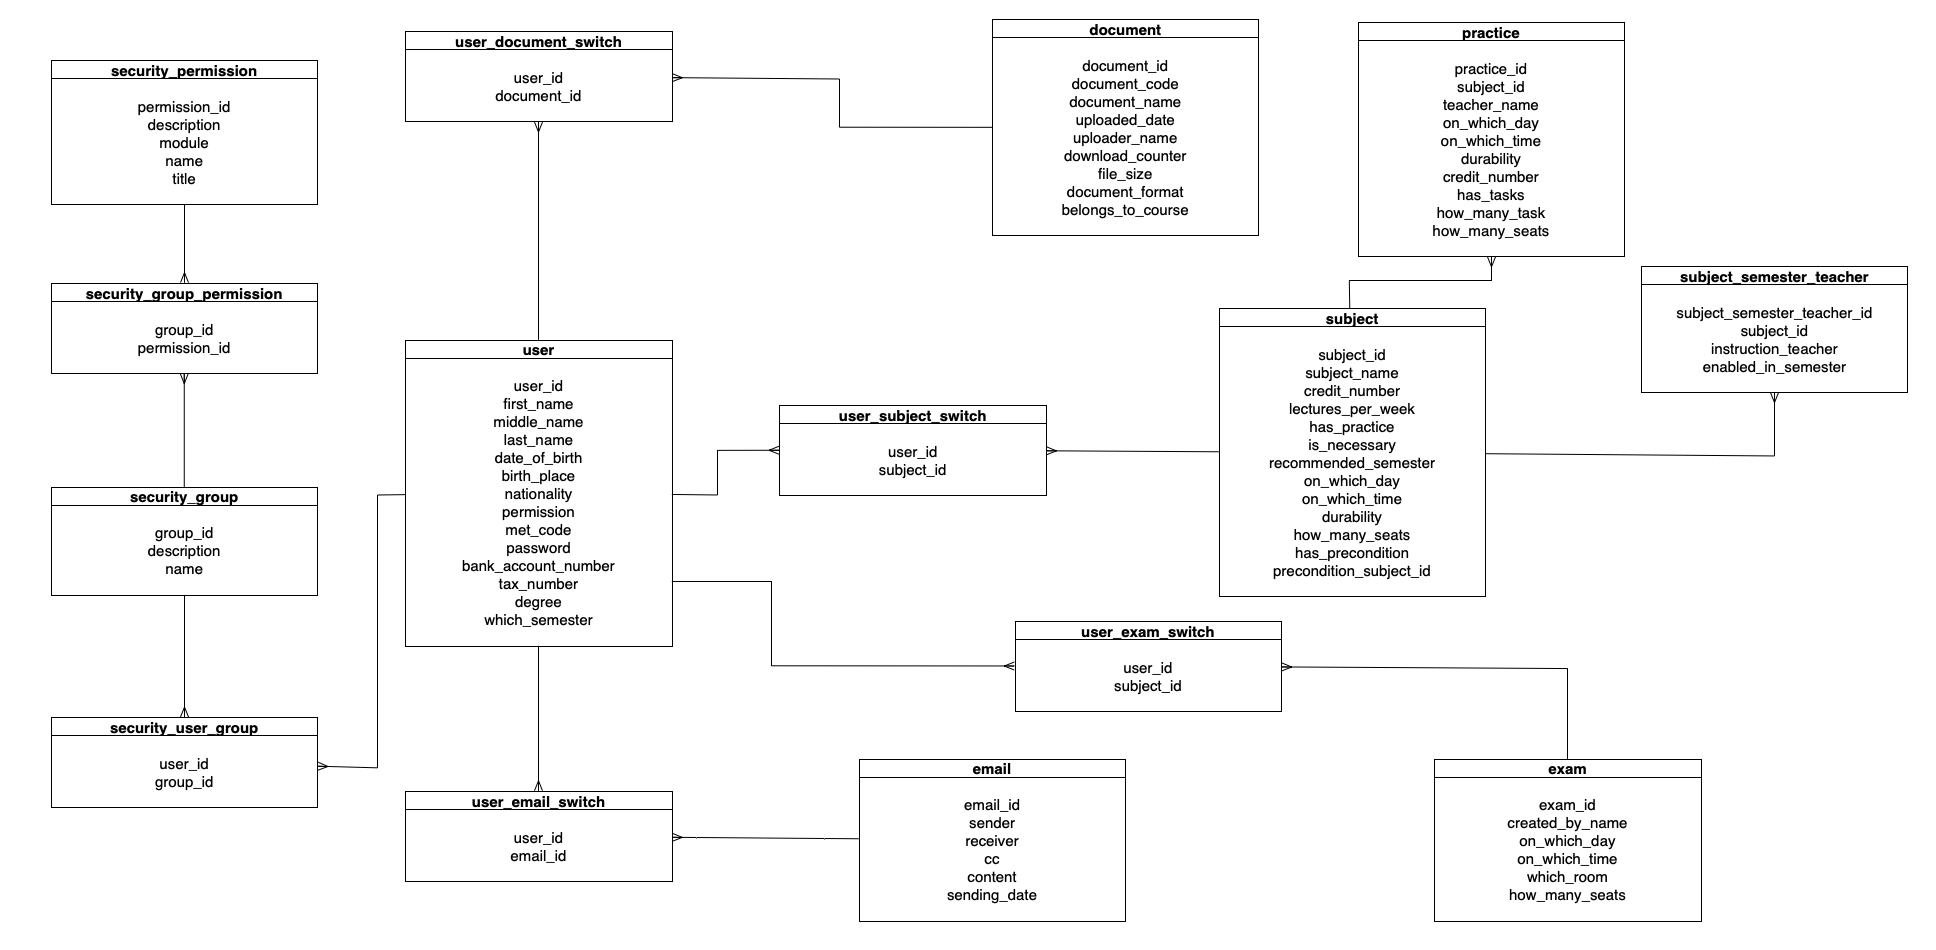 security_permission
permission_id
description
module
name
title
security_group_permission
group_id
permission_id
security_group
group_id
description
name
security_user_group
user_id
group_id
user_document_switch
user_id
document_id
user
user_id
first_name
middle_name
last_name
date_of_birth
birth_place
nationality
permission
met_code
password
bank_account_number
tax_number
degree
which_semester
user_email_switch
user_id
email_id
document
document_id
document_code
document_name
uploaded_date
uploader_name
download_counter
file_size
document_format
belongs_to_course
user_subject_switch
user_id
subject_id
user_exam_switch
user_id
subject_id
email
email_id
sender
receiver
cc
content
sending_date
practice
practice_id
subject_id
teacher_name
on_which_day
on_which_time
durability
credit_number
has_tasks
how_many_task
how_many_seats
subject
subject_id
subject_name
credit_number
lectures_per_week
has_practice
is_necessary
recommended_semester
on_which_day
on_which_time
durability
how_many_seats
has_precondition
precondition_subject_id
subject_semester_teacher
subject_semester_teacher_id
subject_id
instruction_teacher
enabled_in_semester
exam
exam_id
created_by_name
on_which_day
on_which_time
which_room
how_many_seats